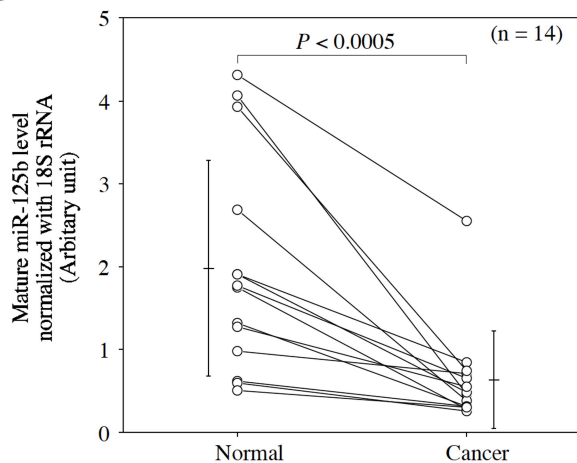 5
P < 0.0005
(n = 14)
4
3
2
1
0
Mature miR-125b level
normalized with 18S rRNA
(Arbitary unit)
Normal
Cancer